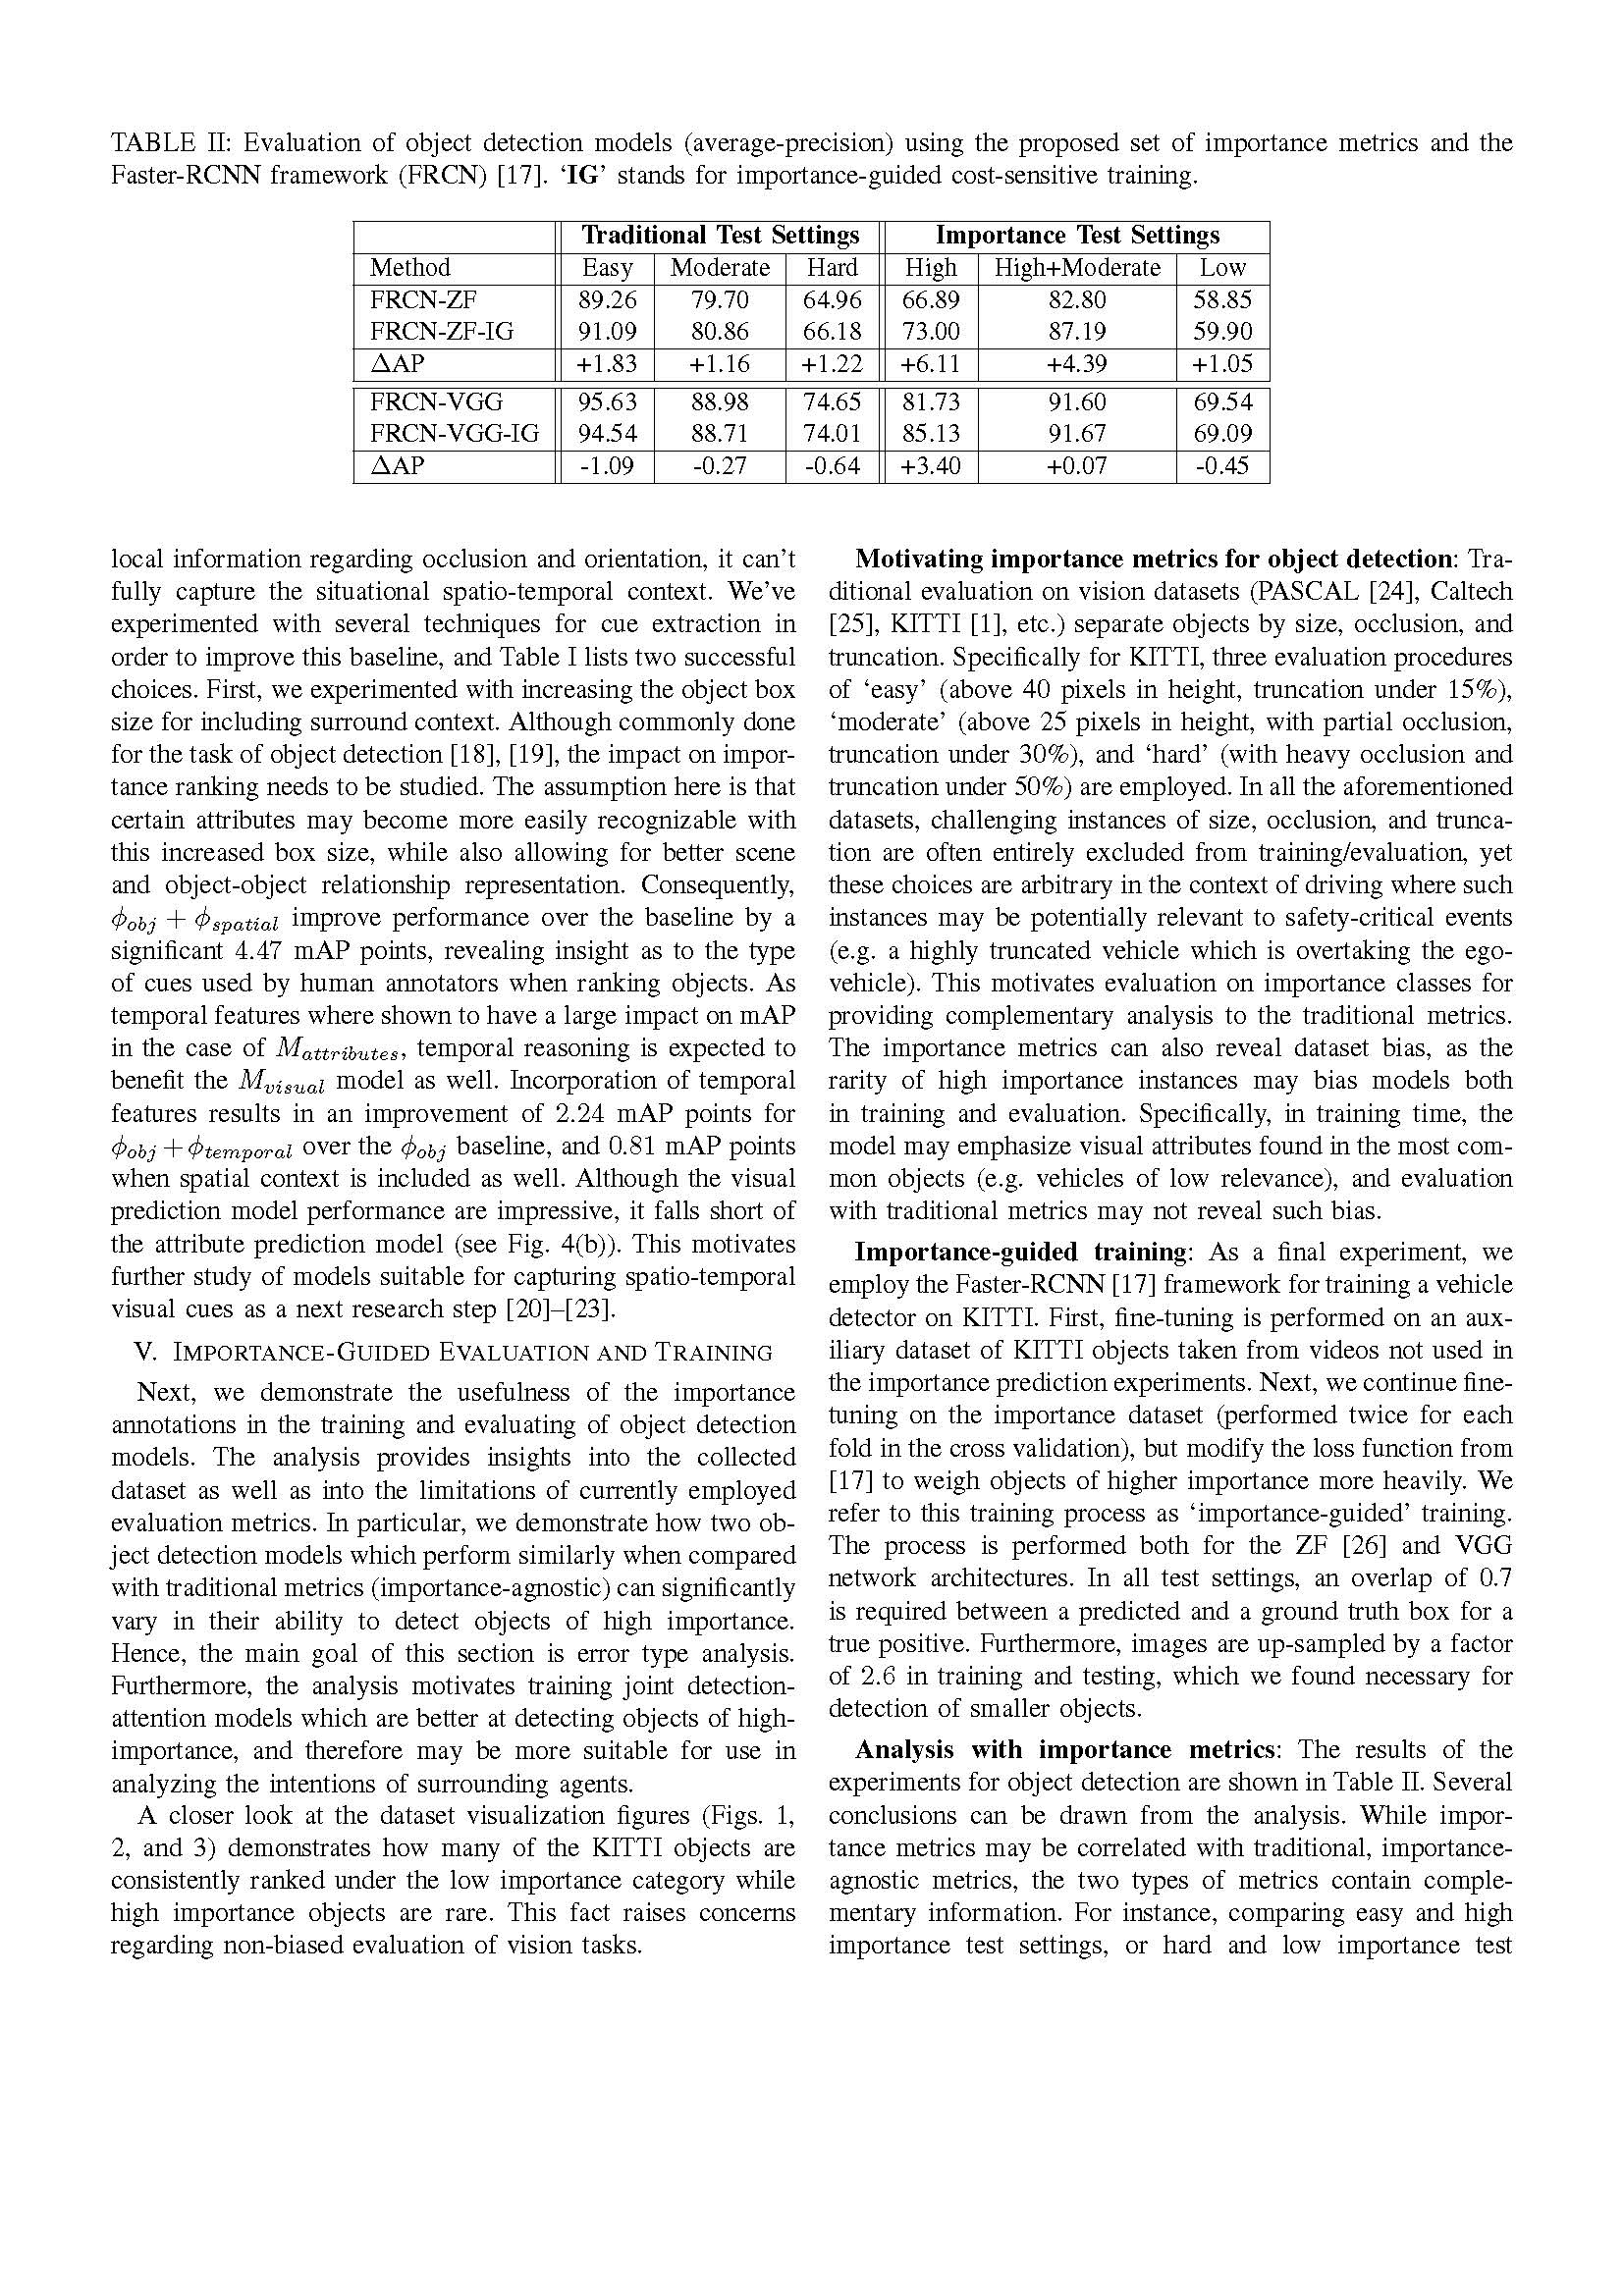 TABLE II: Evaluation of object detection models (average-precision) using the proposed set of importance metrics and the
Faster-RCNN framework (FRCN) [17]. ‘IG’ stands for importance-guided cost-sensitive training.
Traditional Test Settings Importance Test Settings
Method Easy Moderate Hard High High+Moderate Low
FRCN-ZF 89.26 79.70 64.96 66.89 82.80 58.85
FRCN-ZF-IG 91.09 80.86 66.18 73.00 87.19 59.90
ΔAP +1.83 +1.16 +1.22 +6.11 +4.39 +1.05
FRCN-VGG 95.63 88.98 74.65 81.73 91.60 69.54
FRCN-VGG-IG 94.54 88.71 74.01 85.13 91.67 69.09
ΔAP -1.09 -0.27 -0.64 +3.40 +0.07 -0.45
local information regarding occlusion and orientation, it can’t
fully capture the situational spatio-temporal context. We’ve
experimented with several techniques for cue extraction in
order to improve this baseline, and Table I lists two successful
choices. First, we experimented with increasing the object box
size for including surround context. Although commonly done
for the task of object detection [18], [19], the impact on impor-
tance ranking needs to be studied. The assumption here is that
certain attributes may become more easily recognizable with
this increased box size, while also allowing for better scene
and object-object relationship representation. Consequently,
ϕobj + ϕspatial improve performance over the baseline by a
significant 4.47 mAP points, revealing insight as to the type
of cues used by human annotators when ranking objects. As
temporal features where shown to have a large impact on mAP
in the case of Mattributes, temporal reasoning is expected to
benefit the Mvisual model as well. Incorporation of temporal
features results in an improvement of 2.24 mAP points for
ϕobj + ϕtemporal over the ϕobj baseline, and 0.81 mAP points
when spatial context is included as well. Although the visual
prediction model performance are impressive, it falls short of
the attribute prediction model (see Fig. 4(b)). This motivates
further study of models suitable for capturing spatio-temporal
visual cues as a next research step [20]–[23].
V. IMPORTANCE-GUIDED EVALUATION AND TRAINING
Next, we demonstrate the usefulness of the importance
annotations in the training and evaluating of object detection
models. The analysis provides insights into the collected
dataset as well as into the limitations of currently employed
evaluation metrics. In particular, we demonstrate how two ob-
ject detection models which perform similarly when compared
with traditional metrics (importance-agnostic) can significantly
vary in their ability to detect objects of high importance.
Hence, the main goal of this section is error type analysis.
Furthermore, the analysis motivates training joint detection-
attention models which are better at detecting objects of high-
importance, and therefore may be more suitable for use in
analyzing the intentions of surrounding agents.
A closer look at the dataset visualization figures (Figs. 1,
2, and 3) demonstrates how many of the KITTI objects are
consistently ranked under the low importance category while
high importance objects are rare. This fact raises concerns
regarding non-biased evaluation of vision tasks.
Motivating importance metrics for object detection: Tra-
ditional evaluation on vision datasets (PASCAL [24], Caltech
[25], KITTI [1], etc.) separate objects by size, occlusion, and
truncation. Specifically for KITTI, three evaluation procedures
of ‘easy’ (above 40 pixels in height, truncation under 15%),
‘moderate’ (above 25 pixels in height, with partial occlusion,
truncation under 30%), and ‘hard’ (with heavy occlusion and
truncation under 50%) are employed. In all the aforementioned
datasets, challenging instances of size, occlusion, and trunca-
tion are often entirely excluded from training/evaluation, yet
these choices are arbitrary in the context of driving where such
instances may be potentially relevant to safety-critical events
(e.g. a highly truncated vehicle which is overtaking the ego-
vehicle). This motivates evaluation on importance classes for
providing complementary analysis to the traditional metrics.
The importance metrics can also reveal dataset bias, as the
rarity of high importance instances may bias models both
in training and evaluation. Specifically, in training time, the
model may emphasize visual attributes found in the most com-
mon objects (e.g. vehicles of low relevance), and evaluation
with traditional metrics may not reveal such bias.
Importance-guided training: As a final experiment, we
employ the Faster-RCNN [17] framework for training a vehicle
detector on KITTI. First, fine-tuning is performed on an aux-
iliary dataset of KITTI objects taken from videos not used in
the importance prediction experiments. Next, we continue fine-
tuning on the importance dataset (performed twice for each
fold in the cross validation), but modify the loss function from
[17] to weigh objects of higher importance more heavily. We
refer to this training process as ‘importance-guided’ training.
The process is performed both for the ZF [26] and VGG
network architectures. In all test settings, an overlap of 0.7
is required between a predicted and a ground truth box for a
true positive. Furthermore, images are up-sampled by a factor
of 2.6 in training and testing, which we found necessary for
detection of smaller objects.
Analysis with importance metrics: The results of the
experiments for object detection are shown in Table II. Several
conclusions can be drawn from the analysis. While impor-
tance metrics may be correlated with traditional, importance-
agnostic metrics, the two types of metrics contain comple-
mentary information. For instance, comparing easy and high
importance test settings, or hard and low importance test